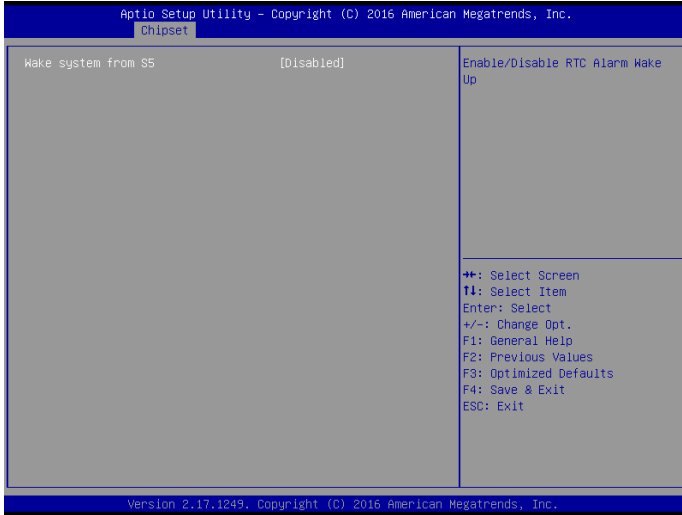 Aptio Setup Utility – Copyright (C) 2016 American Megatrends, Inc.
Chipset
Wake system from S5 [Disabled]
Enable/Disable RTC Alarm Wake
Up
→←: Select Screen
↑↓: Select Item
Enter: Select
+/-: Change Opt.
F1: General Help
F2: Previous Values
F3: Optimized Defaults
F4: Save & Exit
ESC: Exit
Version 2.17.1249. Copyright (C) 2016 American Megatrends, Inc.